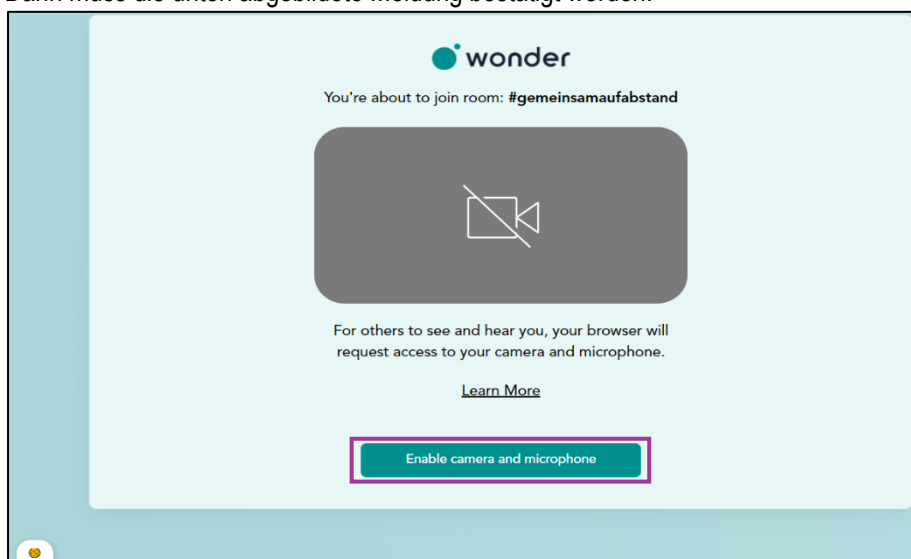 Dann muss die unten abgebildete Meldung bestätigt werden:
wonder
You're about to join room: #gemeinsamaufabstand
For others to see and hear you, your browser will
request access to your camera and microphone.
Learn More
Enable camera and microphone